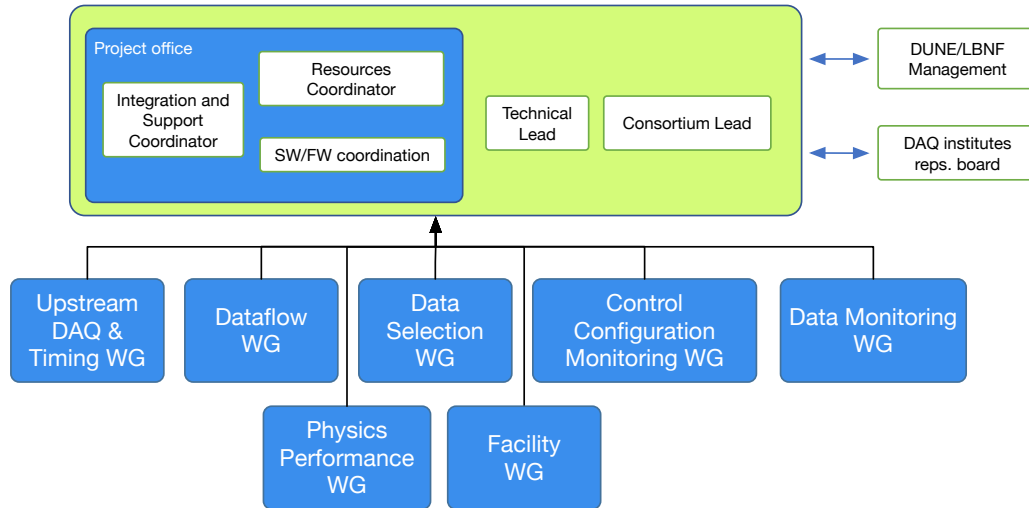 Project office
Resources
Coordinator
Integration and
Support
Coordinator
SW/FW coordination
Technical
Lead
Consortium Lead
DUNE/LBNF
Management
DAQ institutes
reps. board
Upstream
DAQ &
Timing WG
Dataflow
WG
Data
Selection
WG
Control
Configuration
Monitoring WG
Data Monitoring
WG
Physics
Performance
WG
Facility
WG